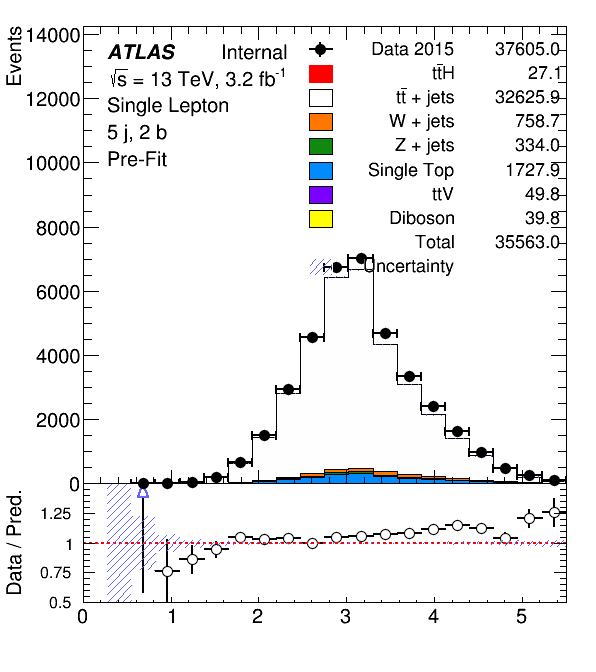 Events
14000
12000
10000
8000
6000
4000
2000
0
ATLAS Internal
√s = 13 TeV, 3.2 fb⁻¹
Single Lepton
5 j, 2 b
Pre-Fit
Data 2015 37605.0
tt̄H 27.1
tt̄ + jets 32625.9
W + jets 758.7
Z + jets 334.0
Single Top 1727.9
ttV 49.8
Diboson 39.8
Total 35563.0
Uncertainty
Data / Pred.
1.25
1
0.75
0.5
0 1 2 3 4 5